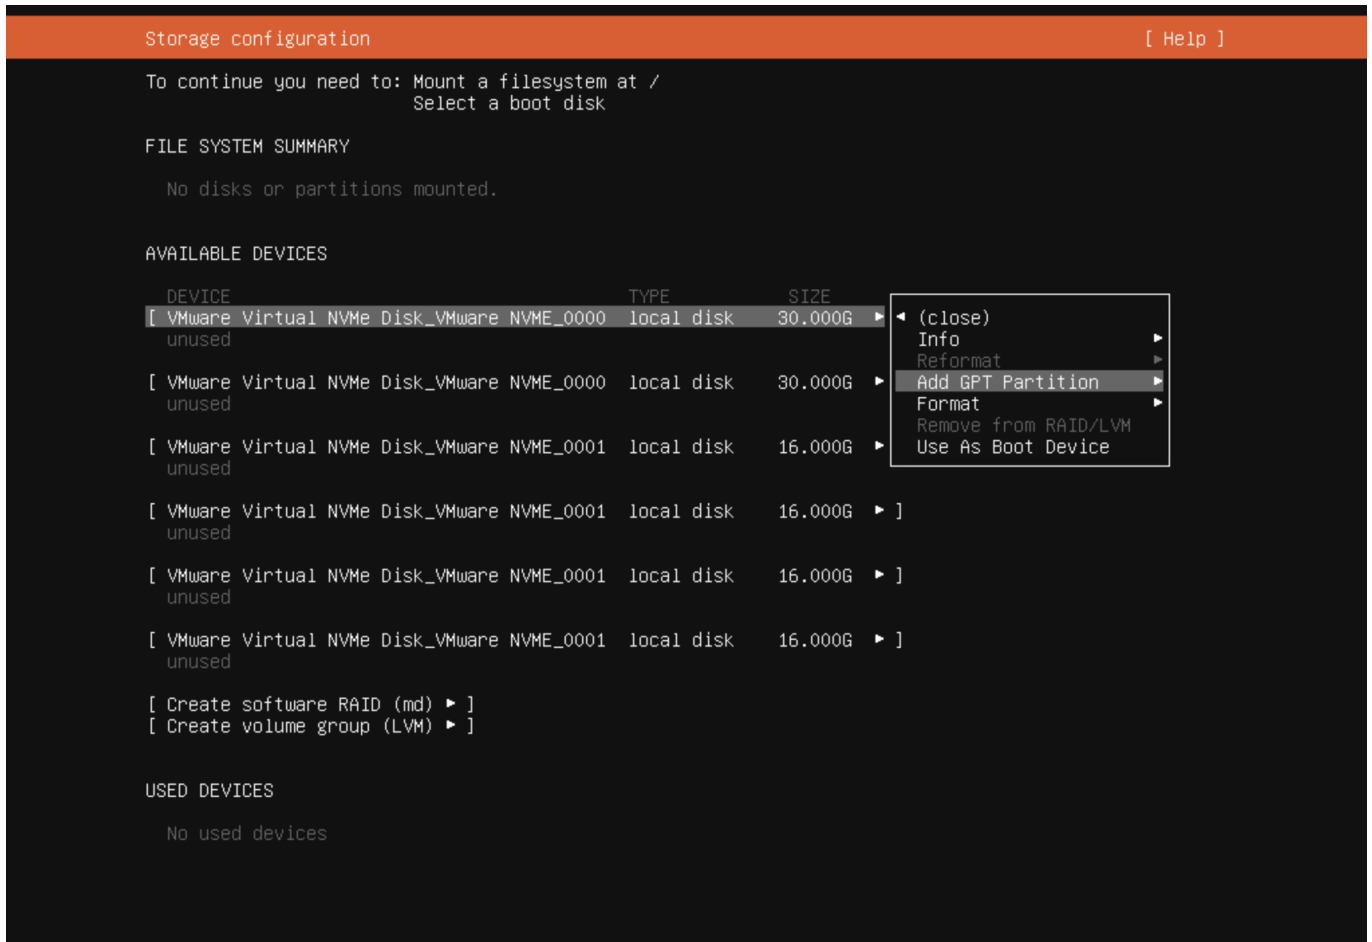 Storage configuration [ Help ]
To continue you need to: Mount a filesystem at /
Select a boot disk
FILE SYSTEM SUMMARY
No disks or partitions mounted.
AVAILABLE DEVICES
DEVICE TYPE SIZE
[ VMware Virtual NVMe Disk_VMware NVME_0000 local disk 30.000G ▸
unused
[ VMware Virtual NVMe Disk_VMware NVME_0000 local disk 30.000G ▸
unused
[ VMware Virtual NVMe Disk_VMware NVME_0001 local disk 16.000G ▸
unused
[ VMware Virtual NVMe Disk_VMware NVME_0001 local disk 16.000G ▸ ]
unused
[ VMware Virtual NVMe Disk_VMware NVME_0001 local disk 16.000G ▸ ]
unused
[ VMware Virtual NVMe Disk_VMware NVME_0001 local disk 16.000G ▸ ]
unused
◂ (close)
Info ▸
Reformat ▸
Add GPT Partition ▸
Format ▸
Remove from RAID/LVM
Use As Boot Device
[ Create software RAID (md) ▸ ]
[ Create volume group (LVM) ▸ ]
USED DEVICES
No used devices